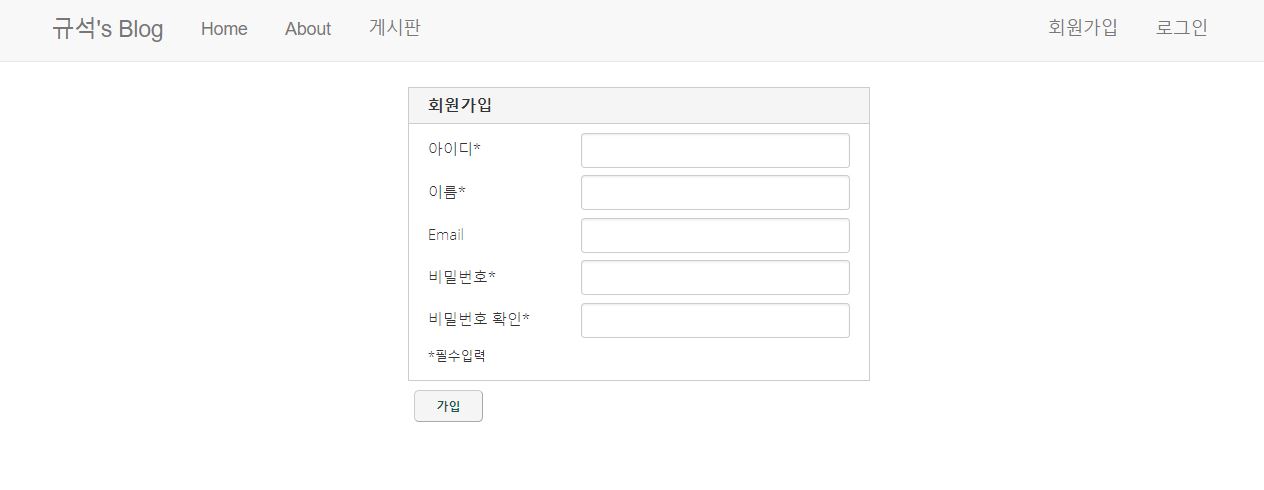 규석's Blog Home About 게시판 회원가입 로그인
회원가입
아이디*
이름*
Email
비밀번호*
비밀번호 확인*
*필수입력
가입